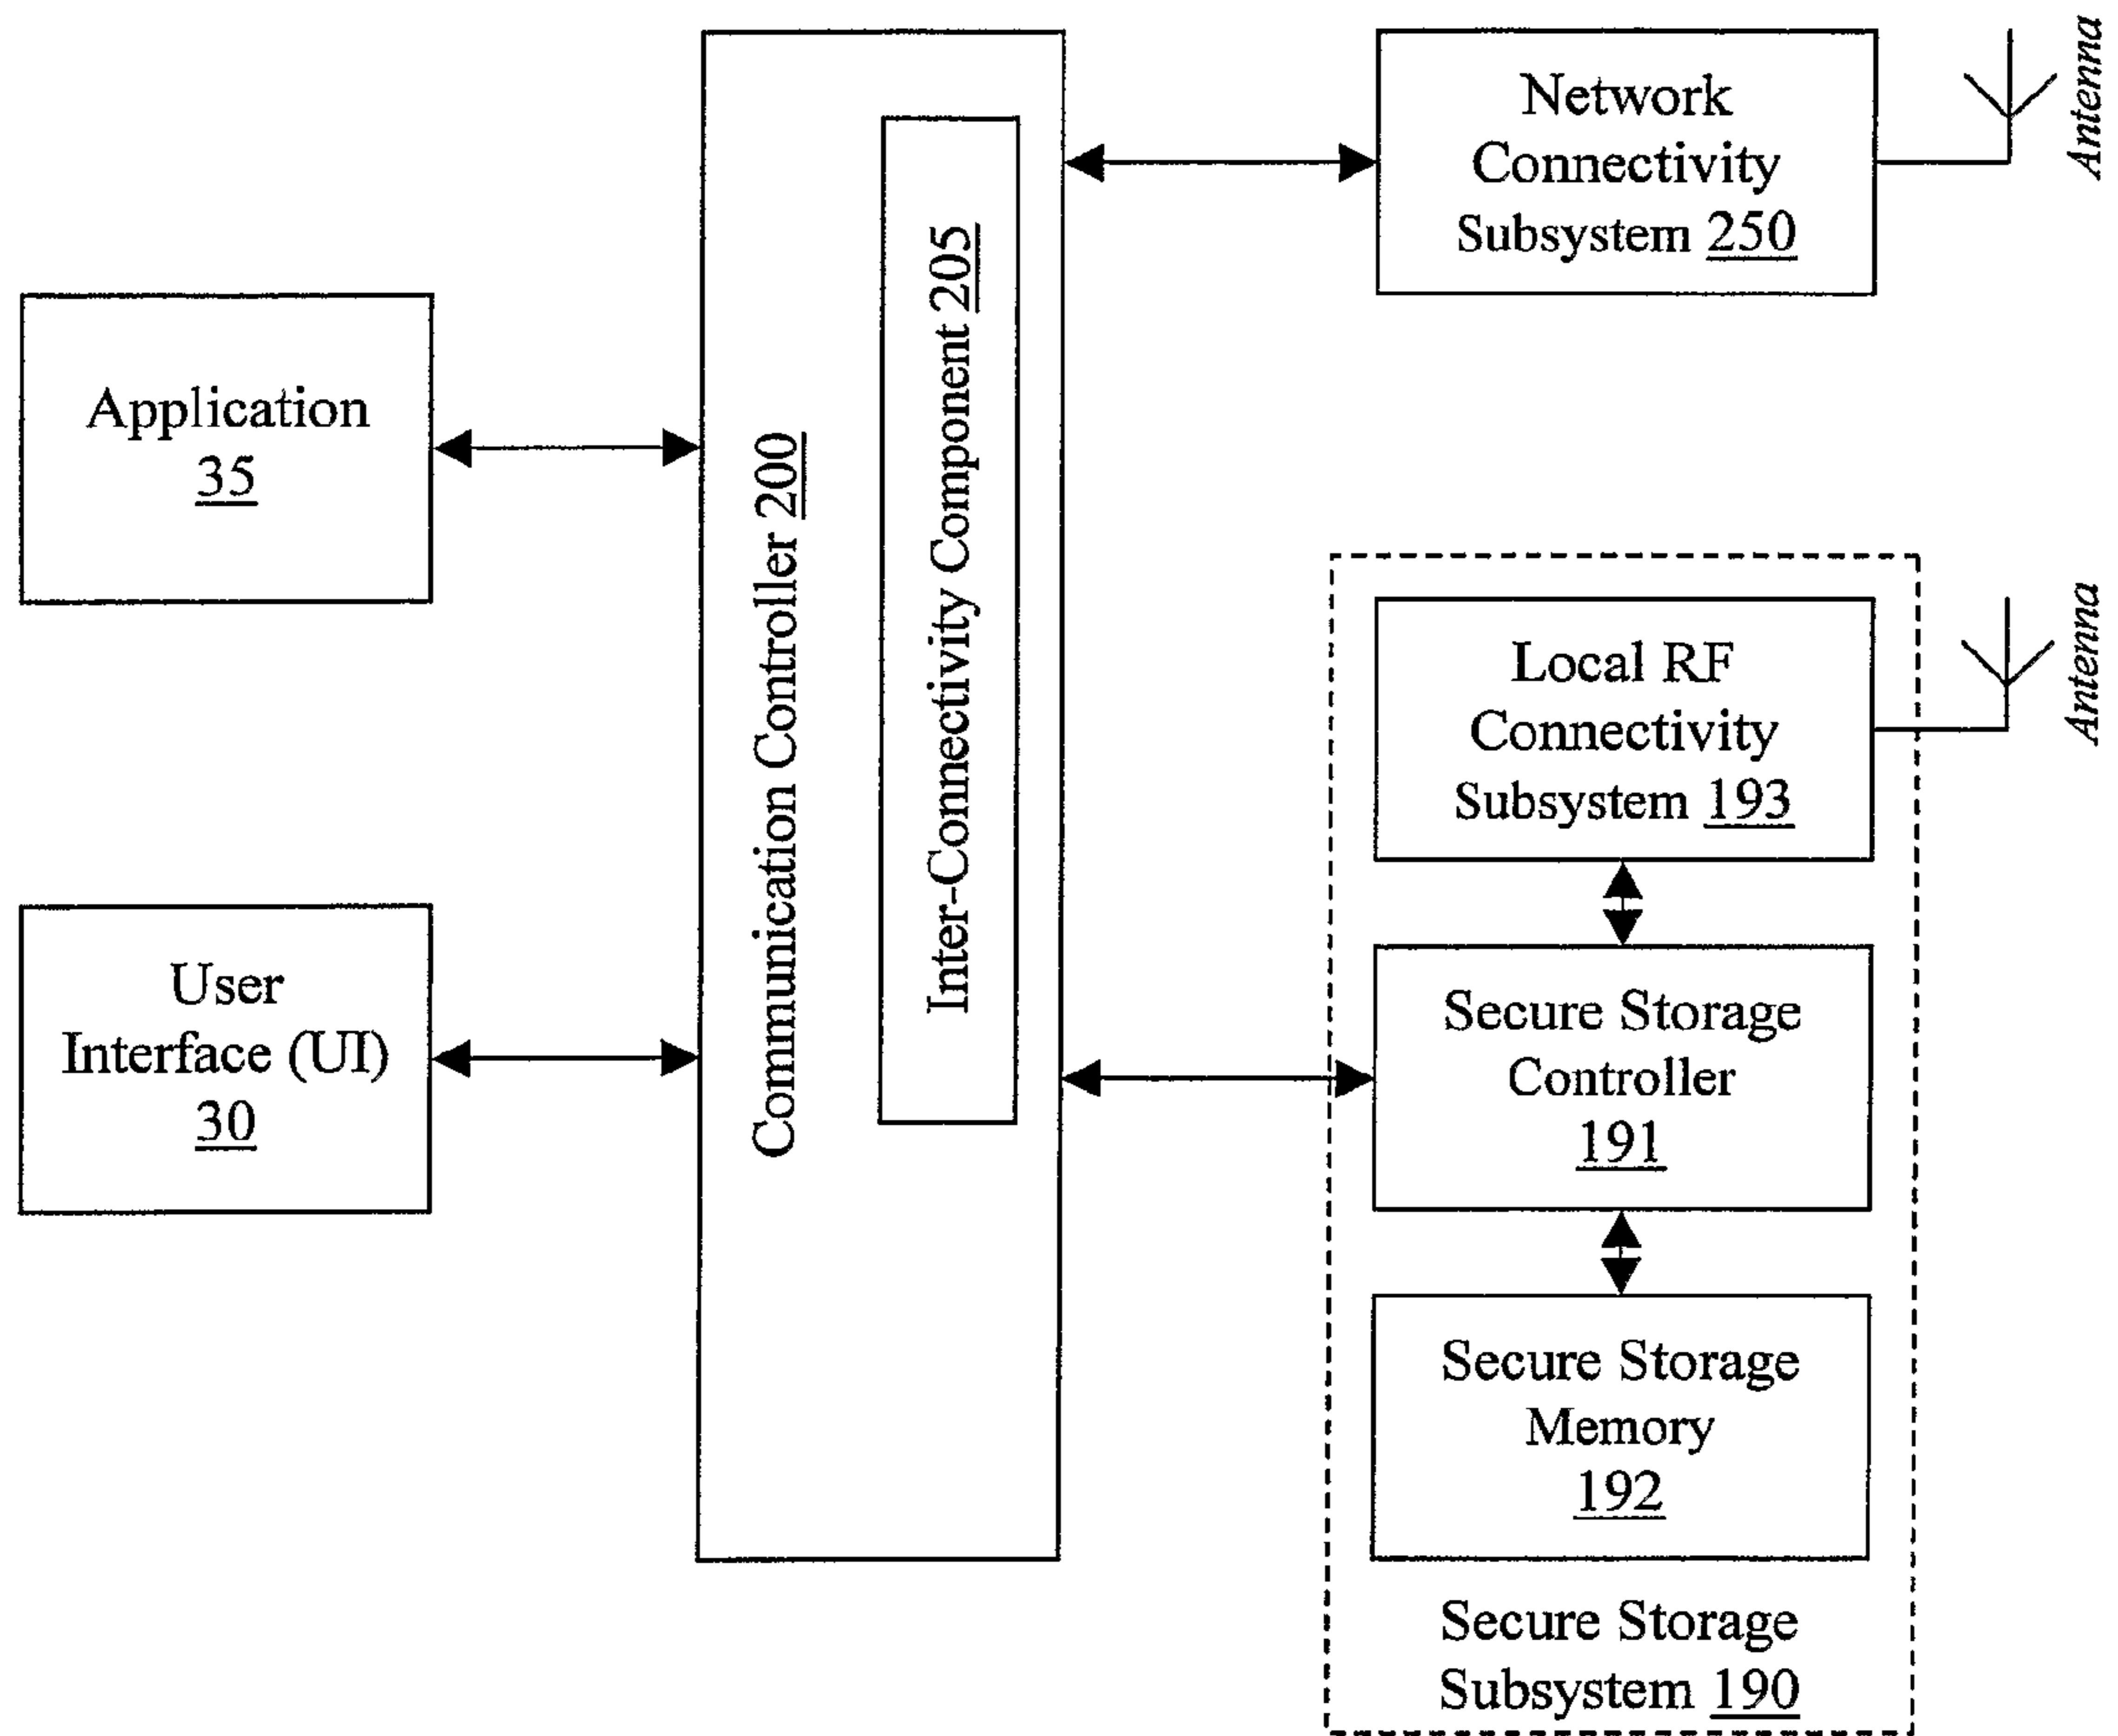 Application
35
User
Interface (UI)
30
Communication Controller 200
Inter-Connectivity Component 205
Network
Connectivity
Subsystem 250
Antenna
Local RF
Connectivity
Subsystem 193
Antenna
Secure Storage
Controller
191
Secure Storage
Memory
192
Secure Storage
Subsystem 190